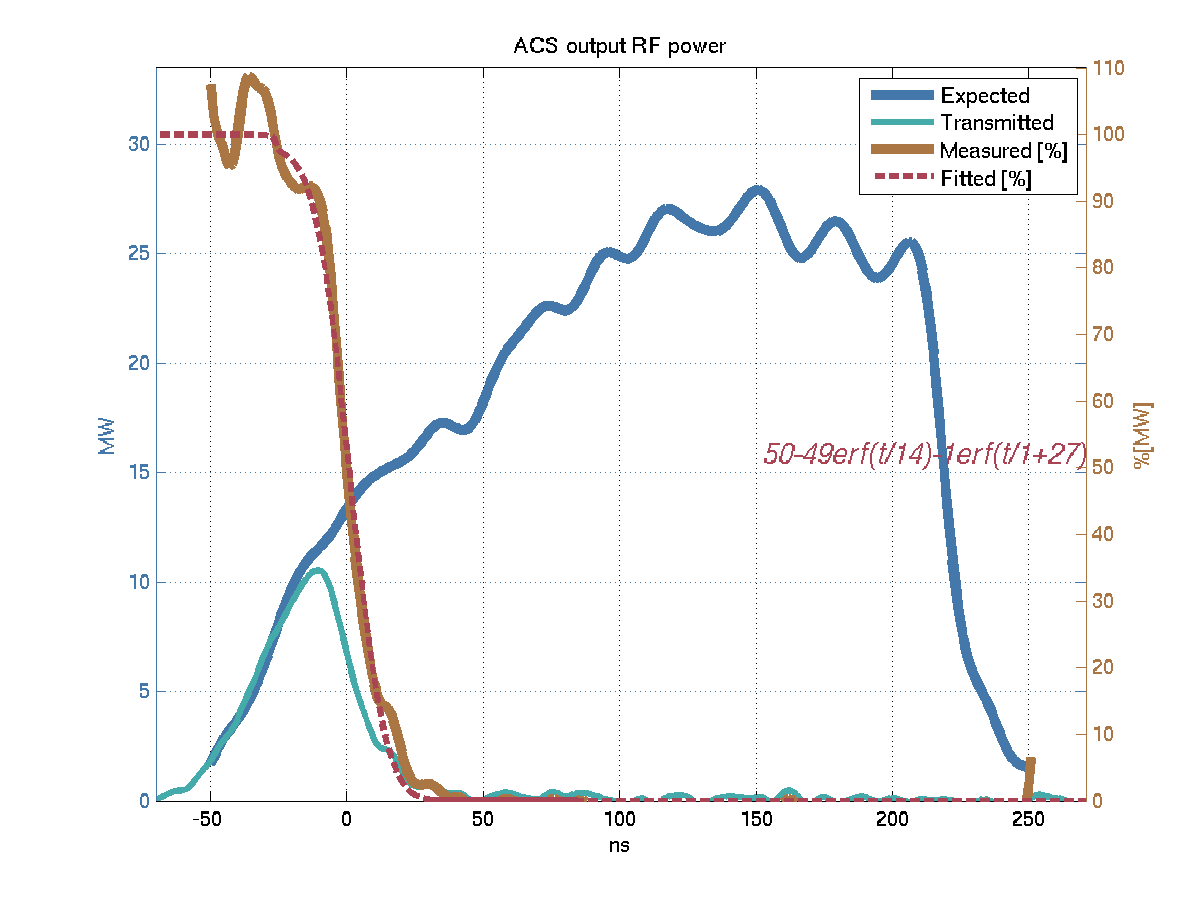 ACS output RF power
Expected
Transmitted
Measured [%]
Fitted [%]
MW
30
25
20
15
10
5
0
%[MW]
110
100
90
80
70
60
50
40
30
20
10
0
50-49erf(t/14)-1erf(t/1+27)
-50
0
50
100
150
200
250
ns